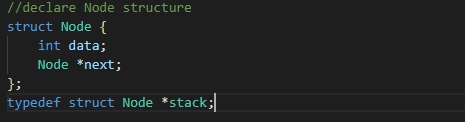 //declare Node structure
struct Node {
    int data;
    Node *next;
};
typedef struct Node *stack;